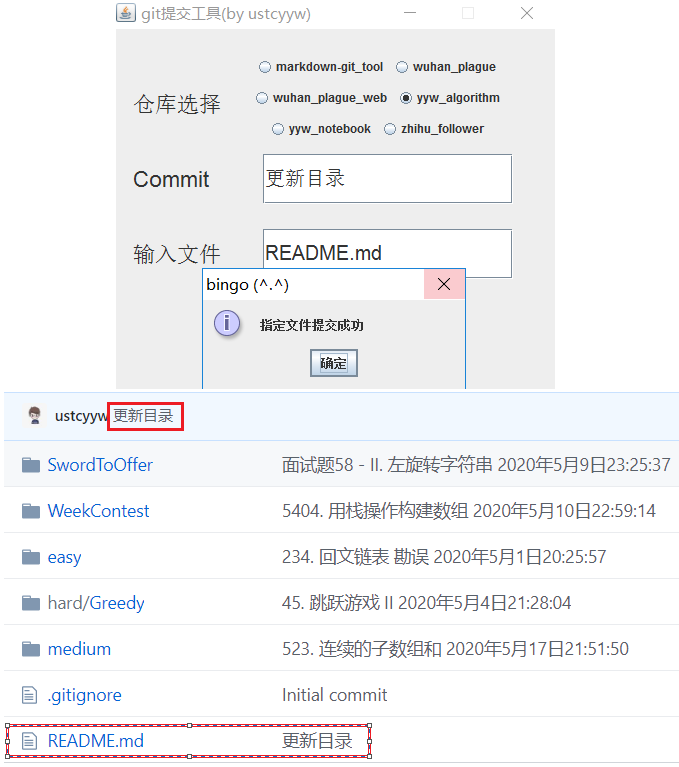 git提交工具(by ustcyyw)
markdown-git_tool wuhan_plague
仓库选择 wuhan_plague_web yyw_algorithm
yyw_notebook zhihu_follower
Commit 更新目录
输入文件 README.md
bingo (^.^)
指定文件提交成功
确定
ustcyyw 更新目录
SwordToOffer 面试题58 - II. 左旋转字符串 2020年5月9日23:25:37
WeekContest 5404. 用栈操作构建数组 2020年5月10日22:59:14
easy 234. 回文链表 勘误 2020年5月1日20:25:57
hard/Greedy 45. 跳跃游戏 II 2020年5月4日21:28:04
medium 523. 连续的子数组和 2020年5月17日21:51:50
.gitignore Initial commit
README.md 更新目录